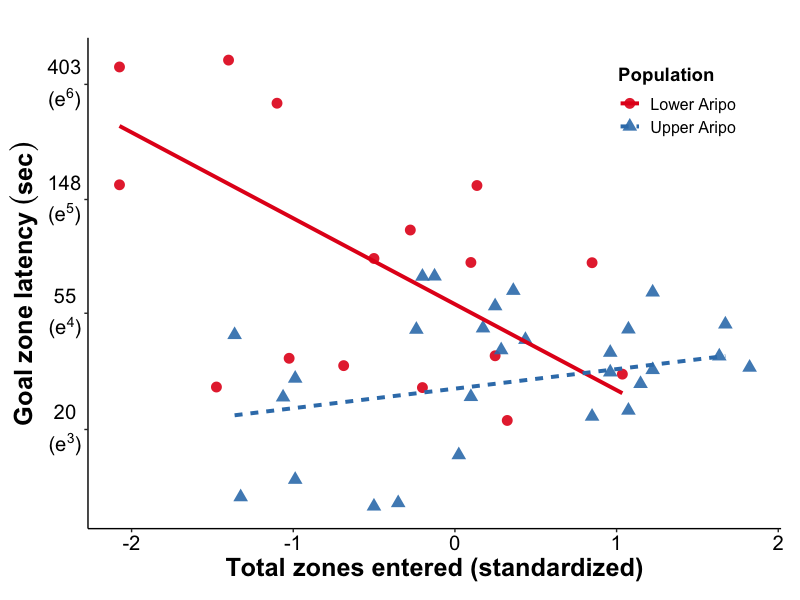 Population
Lower Aripo
Upper Aripo
Goal zone latency (sec)
403
(e⁶)
148
(e⁵)
55
(e⁴)
20
(e³)
-2
-1
0
1
2
Total zones entered (standardized)